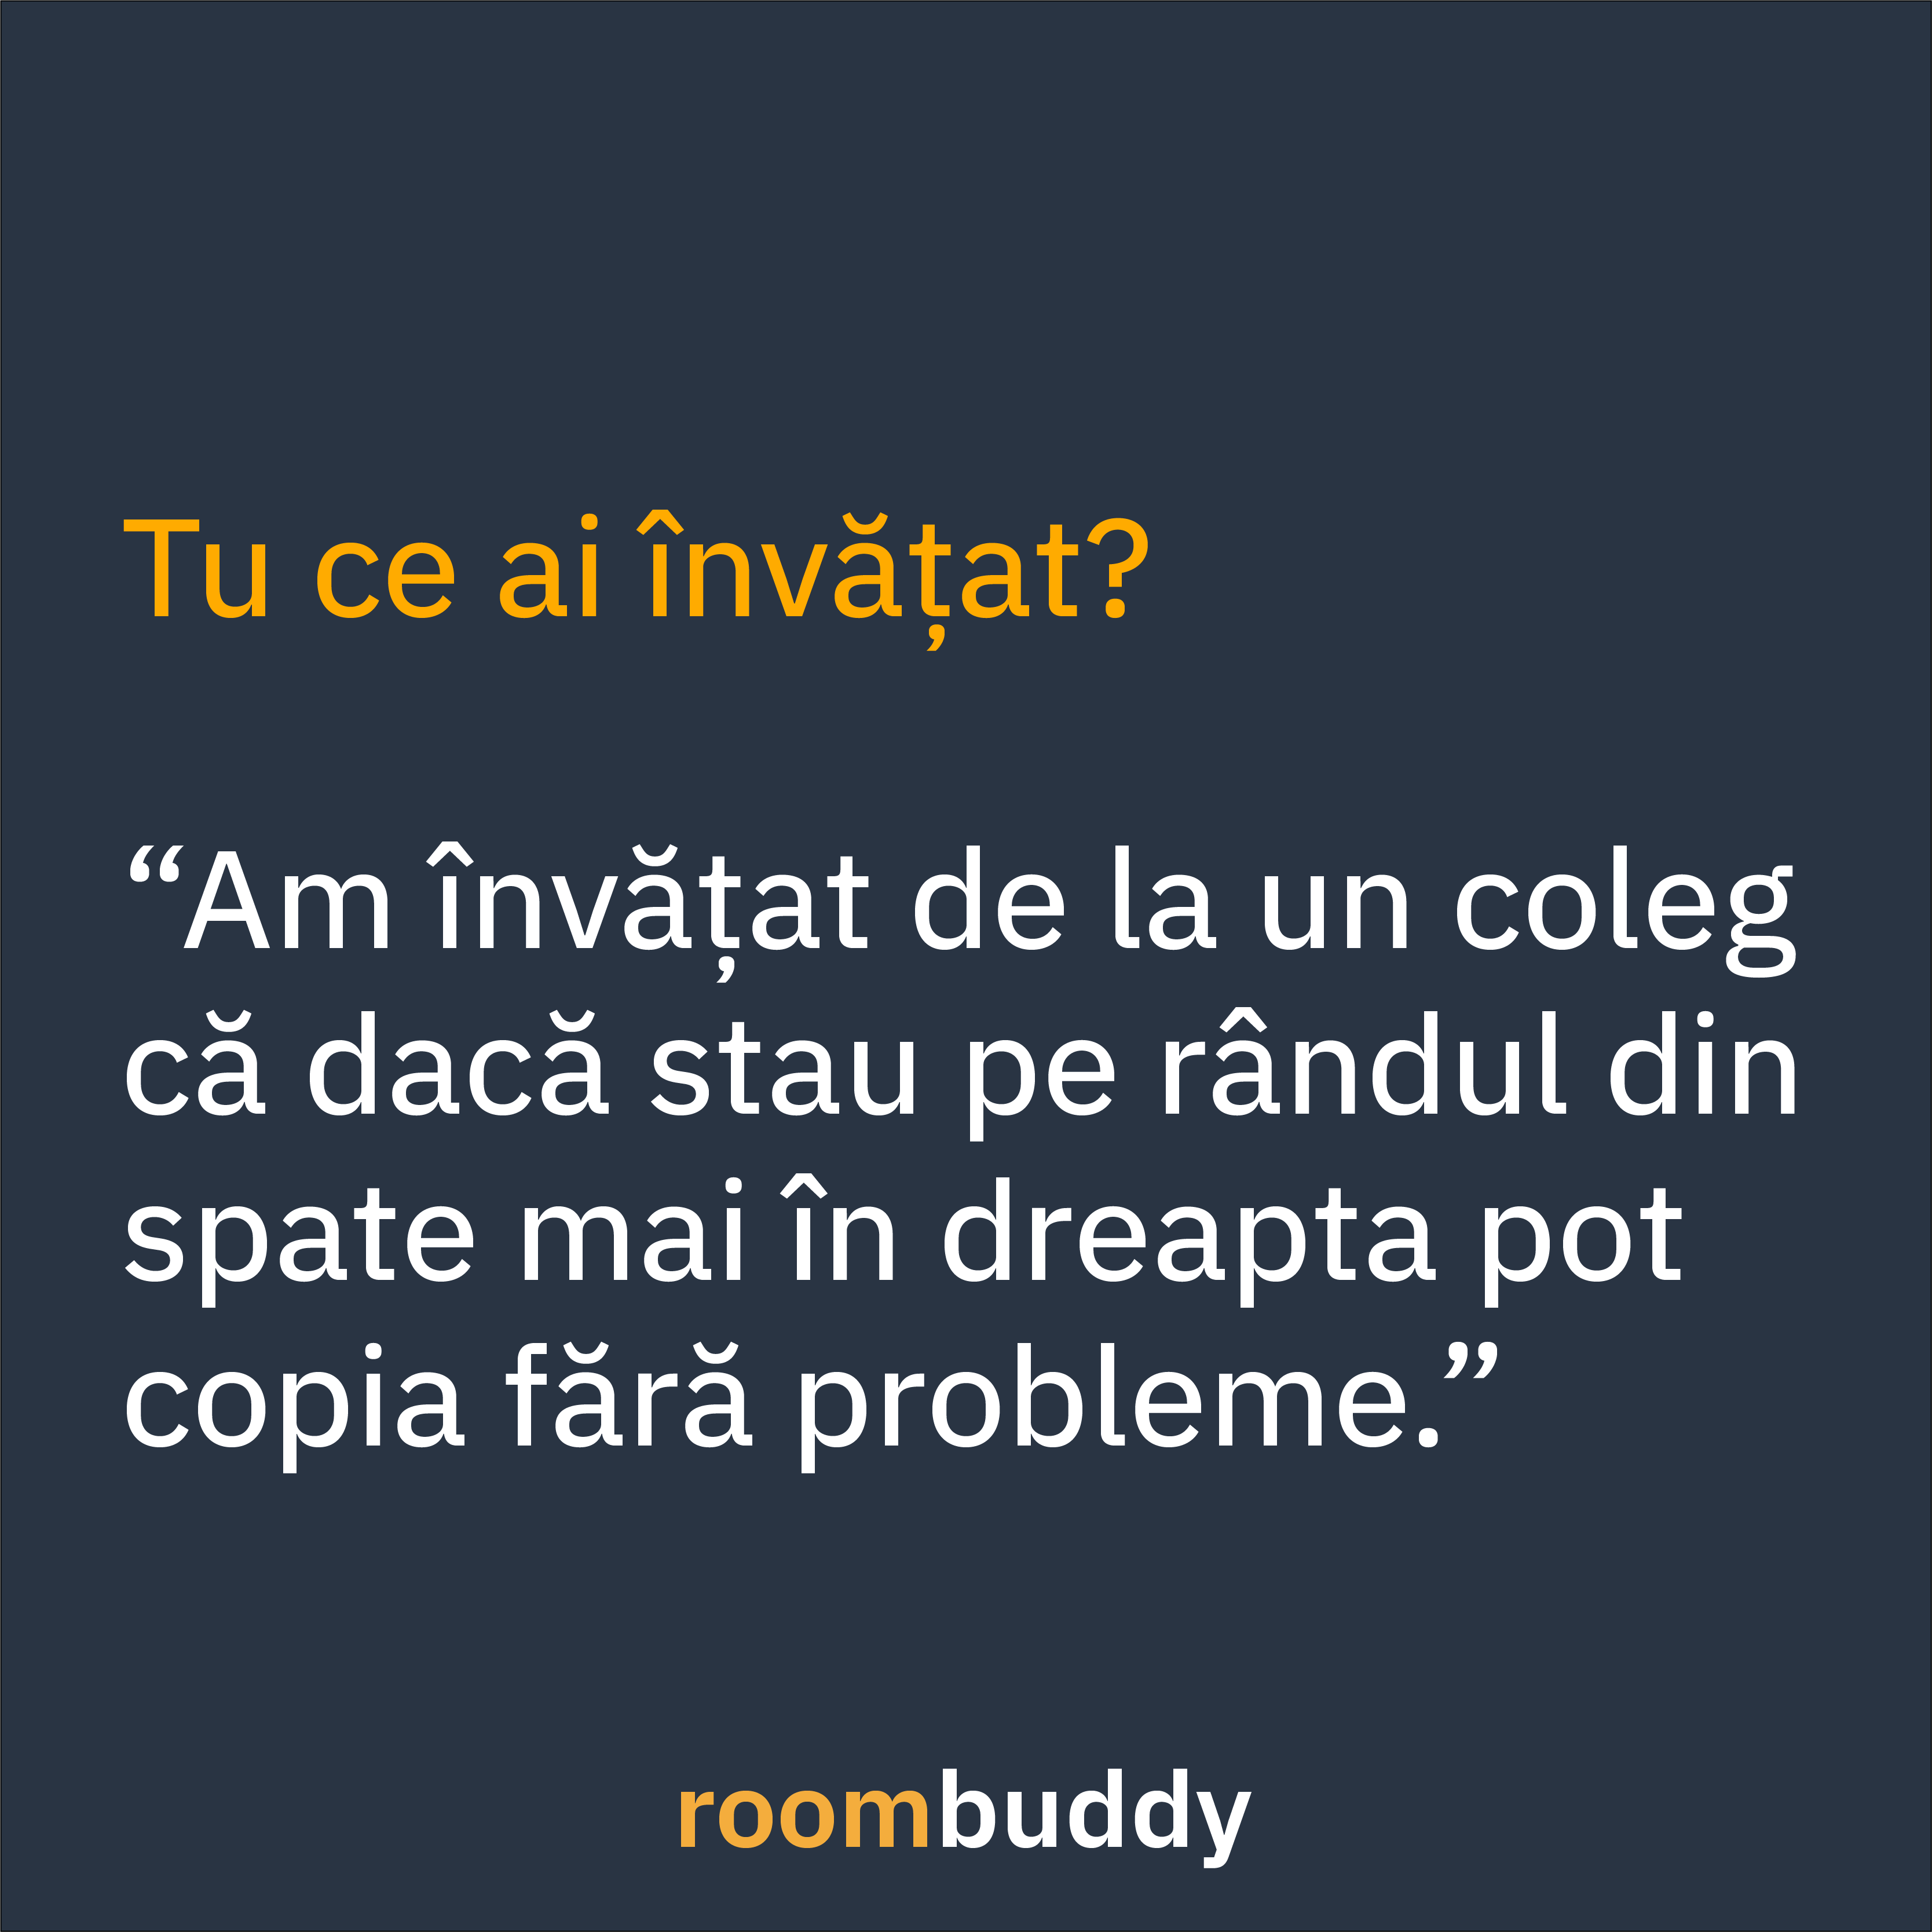 Tu ce ai învățat?
“Am învățat de la un coleg
că dacă stau pe rândul din
spate mai în dreapta pot
copia fără probleme.”
roombuddy